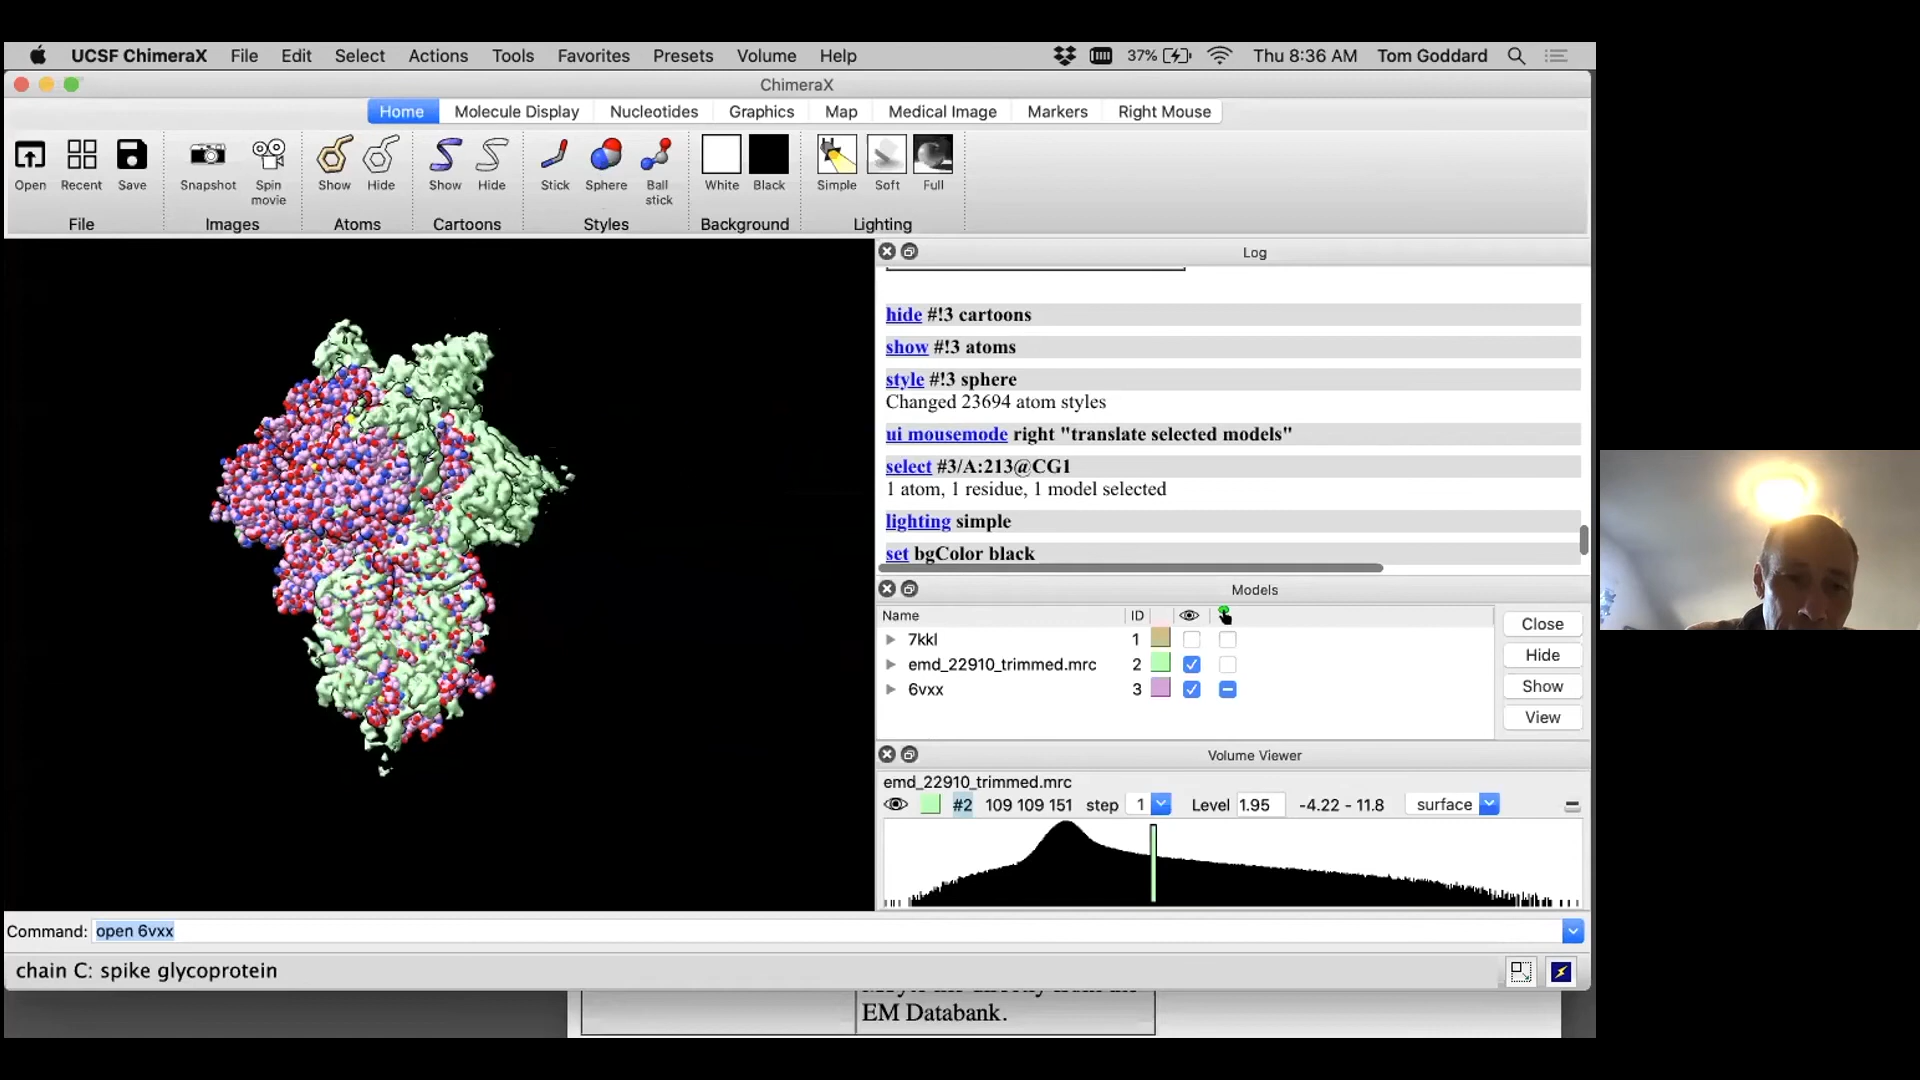 UCSF ChimeraX File Edit Select Actions Tools Favorites Presets Volume Help 37% Thu 8:36 AM Tom Goddard
ChimeraX
Home Molecule Display Nucleotides Graphics Map Medical Image Markers Right Mouse
Open Recent Save Snapshot Spin movie Show Hide Show Hide Stick Sphere Ball stick White Black Simple Soft Full
File Images Atoms Cartoons Styles Background Lighting
Log
hide #!3 cartoons
show #!3 atoms
style #!3 sphere
Changed 23694 atom styles
ui mousemode right "translate selected models"
select #3/A:213@CG1
1 atom, 1 residue, 1 model selected
lighting simple
set bgColor black
Models
Name ID
7kkl 1
emd_22910_trimmed.mrc 2
6vxx 3
Close
Hide
Show
View
Volume Viewer
emd_22910_trimmed.mrc
#2 109 109 151 step 1 Level 1.95 -4.22 - 11.8 surface
Command: open 6vxx
chain C: spike glycoprotein
EM Databank.